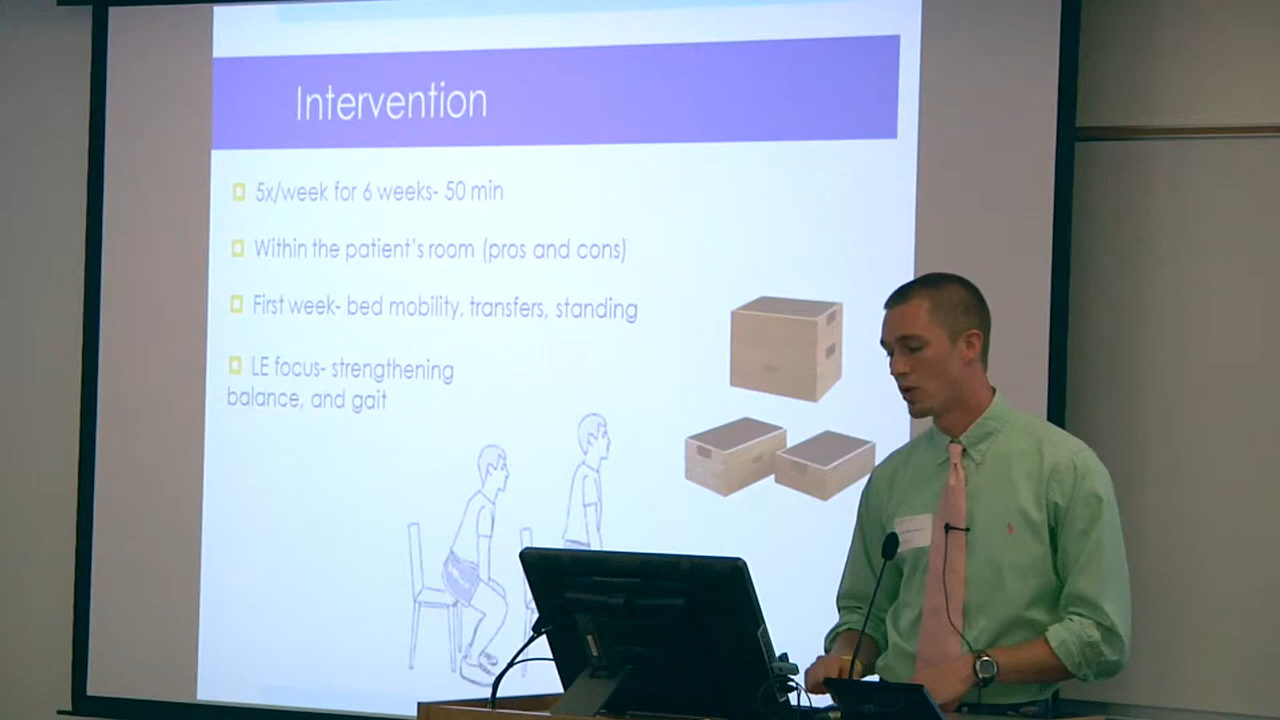 Intervention
5x/week for 6 weeks- 50 min
Within the patient's room (pros and cons)
First week- bed mobility, transfers, standing
LE focus- strengthening
balance, and gait